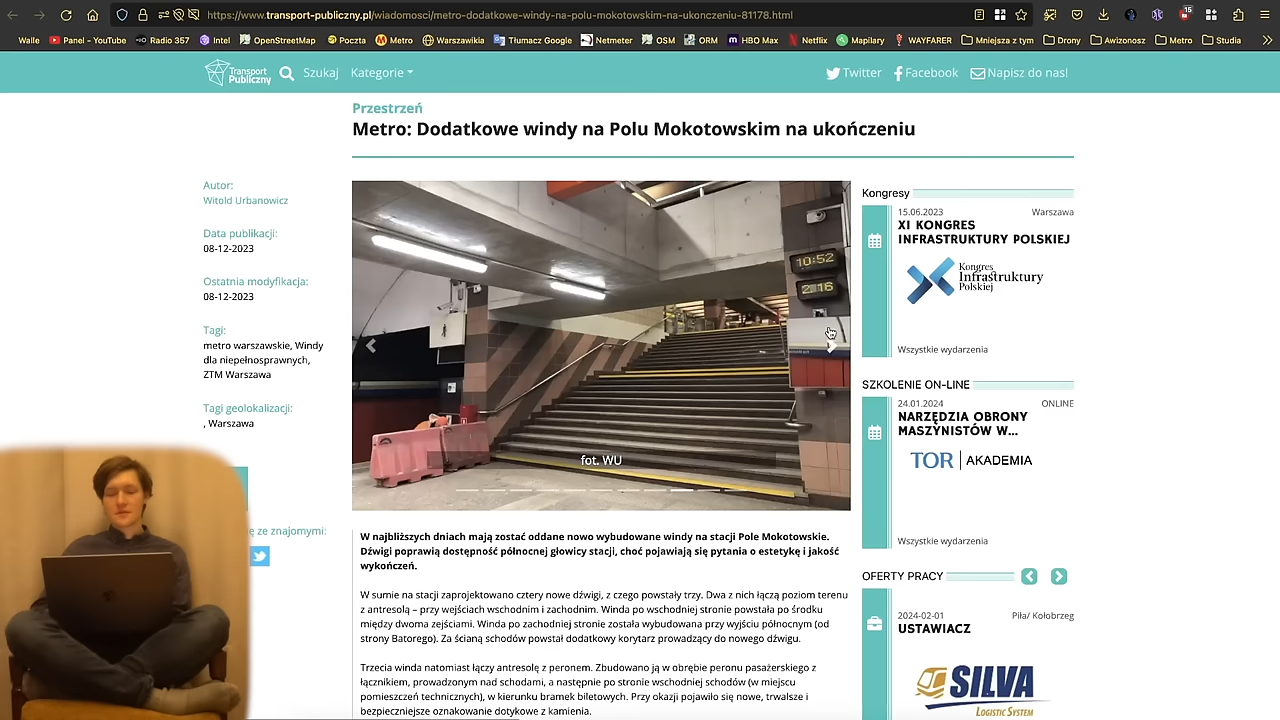 https://www.transport-publiczny.pl/wiadomosci/metro-dodatkowe-windy-na-polu-mokotowskim-na-ukonczeniu-81178.html
15
Walle
Panel - YouTube
Radio 357
Intel
OpenStreetMap
Poczta
Metro
Warszawikia
Tłumacz Google
Netmeter
OSM
ORM
HBO Max
Netflix
Mapilary
WAYFARER
Mniejsza z tym
Drony
Awizonosz
Metro
Studia
Transport
Publiczny
Szukaj
Kategorie
Twitter
Facebook
Napisz do nas!
Przestrzeń
Metro: Dodatkowe windy na Polu Mokotowskim na ukończeniu
Autor:
Witold Urbanowicz
Data publikacji:
08-12-2023
Ostatnia modyfikacja:
08-12-2023
Tagi:
metro warszawskie, Windy
dla niepełnosprawnych,
ZTM Warszawa
Tagi geolokalizacji:
, Warszawa
ę ze znajomymi:
10:52
2:16
fot. WU
W najbliższych dniach mają zostać oddane nowo wybudowane windy na stacji Pole Mokotowskie.
Dźwigi poprawią dostępność północnej głowicy stacji, choć pojawiają się pytania o estetykę i jakość
wykończeń.
W sumie na stacji zaprojektowano cztery nowe dźwigi, z czego powstały trzy. Dwa z nich łączą poziom terenu
z antresolą – przy wejściach wschodnim i zachodnim. Winda po wschodniej stronie powstała po środku
między dwoma zejściami. Winda po zachodniej stronie została wybudowana przy wyjściu północnym (od
strony Batorego). Za ścianą schodów powstał dodatkowy korytarz prowadzący do nowego dźwigu.
Trzecia winda natomiast łączy antresolę z peronem. Zbudowano ją w obrębie peronu pasażerskiego z
łącznikiem, prowadzonym nad schodami, a następnie po stronie wschodniej schodów (w miejscu
pomieszczeń technicznych), w kierunku bramek biletowych. Przy okazji pojawiło się nowe, trwalsze i
bezpieczniejsze oznakowanie dotykowe z kamienia.
Kongresy
15.06.2023
Warszawa
XI KONGRES
INFRASTRUKTURY POLSKIEJ
Kongres
Infrastruktury
Polskiej
Wszystkie wydarzenia
SZKOLENIE ON-LINE
24.01.2024
ONLINE
NARZĘDZIA OBRONY
MASZYNISTÓW W...
TOR AKADEMIA
Wszystkie wydarzenia
OFERTY PRACY
2024-02-01
Piła/ Kołobrzeg
USTAWIACZ
SILVA
LOGISTIC SYSTEM